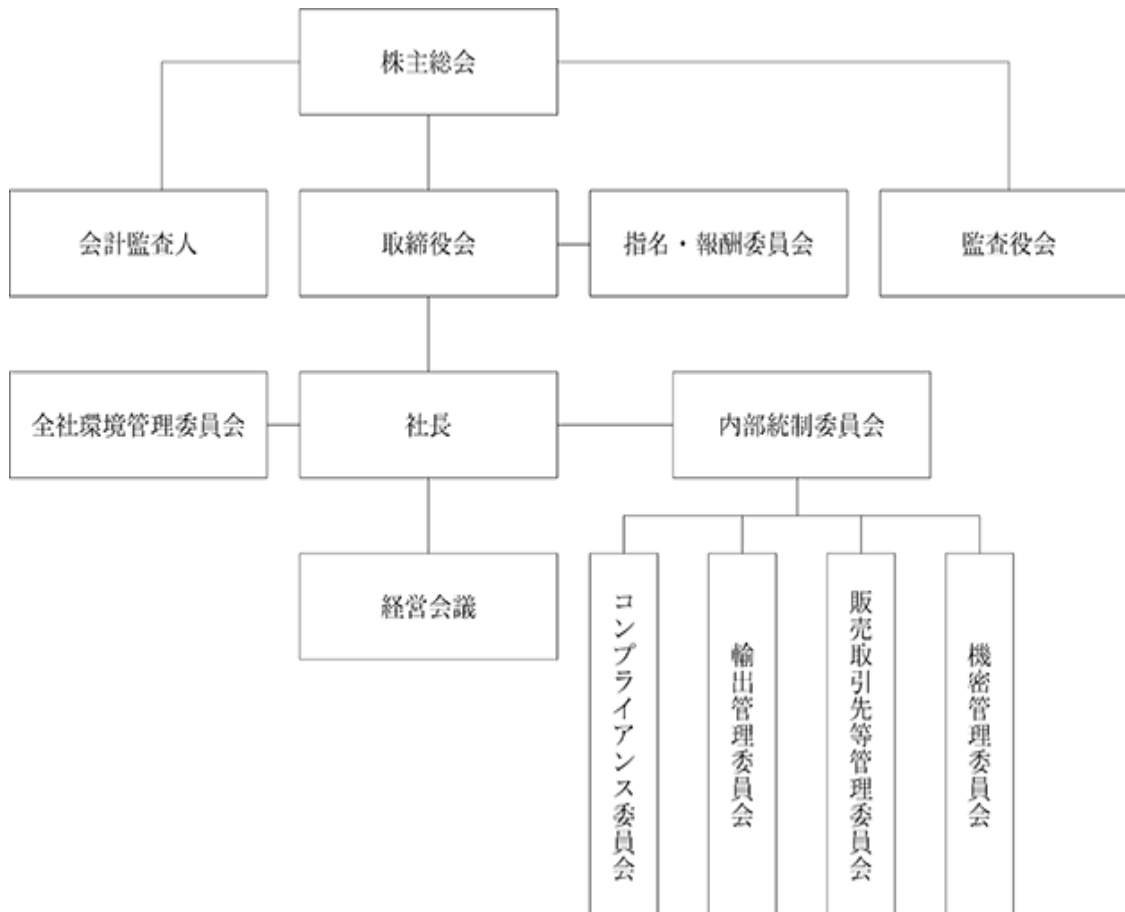 株主総会
会計監査人
取締役会
指名・報酬委員会
監査役会
全社環境管理委員会
社長
内部統制委員会
経営会議
コンプライアンス委員会
輸出管理委員会
販売取引先等管理委員会
機密管理委員会